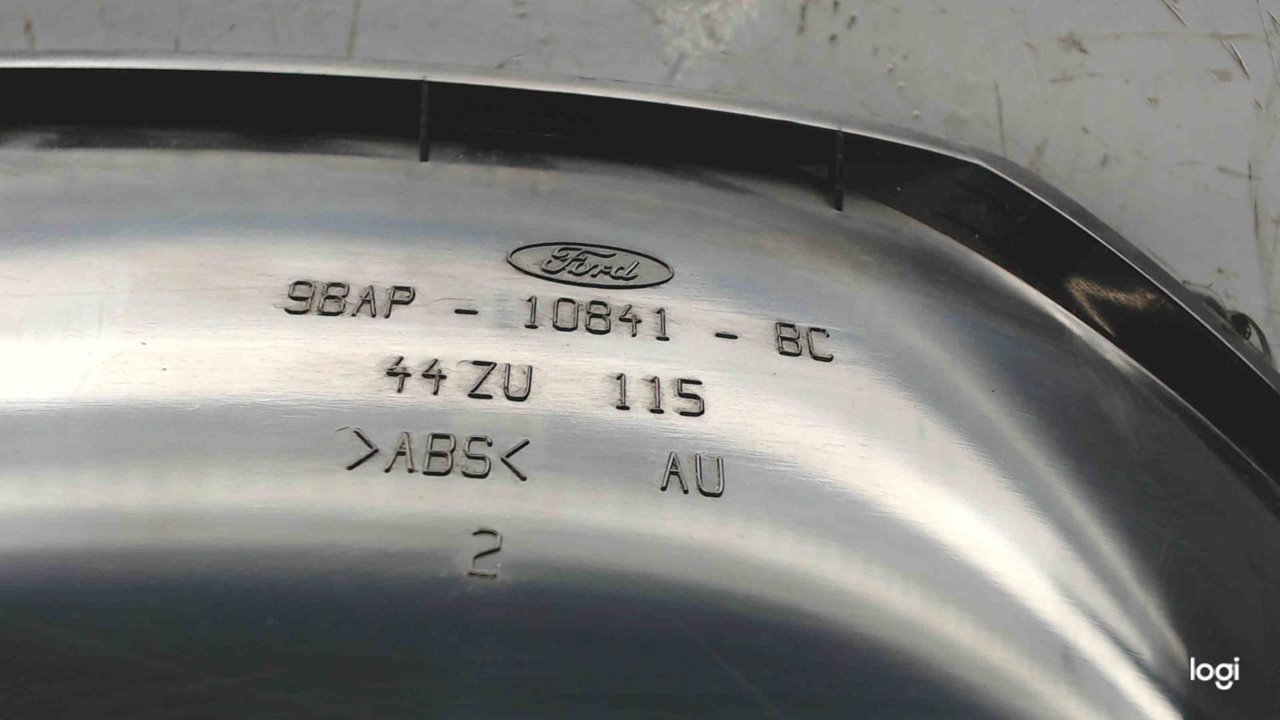 Ford
98AP - 10841 - BC
44ZU 115
>ABS< AU
2
logi